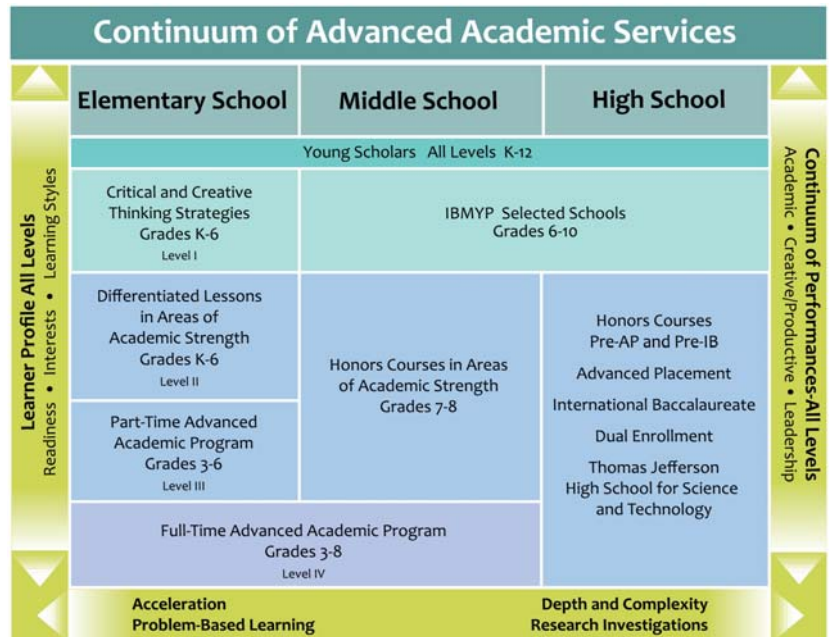 Continuum of Advanced Academic Services
Elementary School
Middle School
High School
Young Scholars All Levels K-12
Critical and Creative
Thinking Strategies
Grades K-6
Level I
IBMYP Selected Schools
Grades 6-10
Differentiated Lessons
in Areas of
Academic Strength
Grades K-6
Level II
Honors Courses in Areas
of Academic Strength
Grades 7-8
Honors Courses
Pre-AP and Pre-IB
Advanced Placement
International Baccalaureate
Dual Enrollment
Thomas Jefferson
High School for Science
and Technology
Part-Time Advanced
Academic Program
Grades 3-6
Level III
Full-Time Advanced Academic Program
Grades 3-8
Level IV
Learner Profile All Levels
Readiness • Interests • Learning Styles
Continuum of Performances-All Levels
Academic • Creative/Productive • Leadership
Acceleration
Problem-Based Learning
Depth and Complexity
Research Investigations